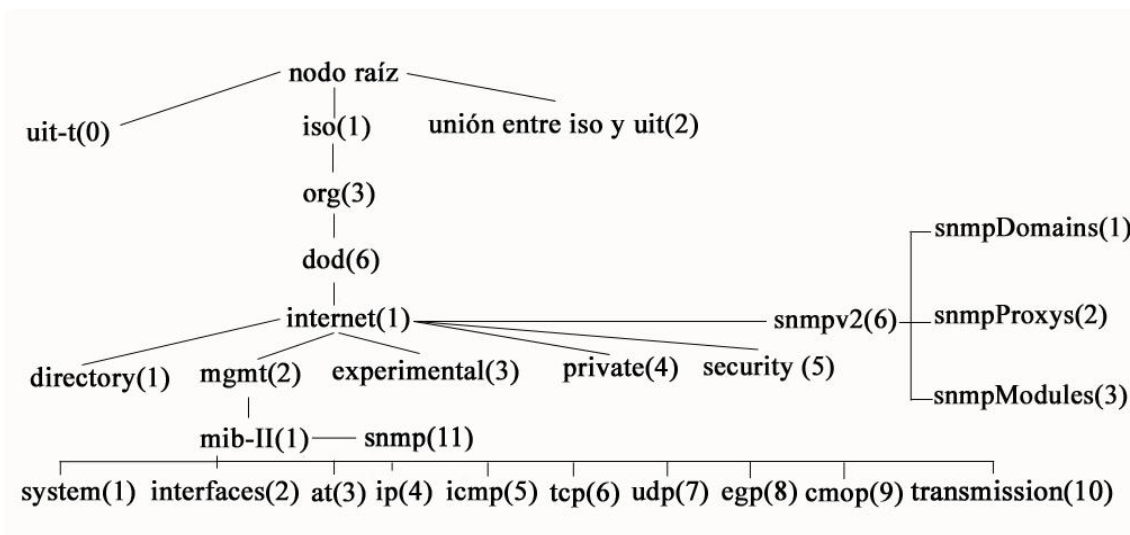 nodo raíz
uit-t(0)
iso(1)
unión entre iso y uit(2)
org(3)
dod(6)
internet(1)
snmpv2(6)
snmpDomains(1)
snmpProxys(2)
snmpModules(3)
directory(1)
mgmt(2)
experimental(3)
private(4)
security (5)
mib-II(1)
snmp(11)
system(1)
interfaces(2)
at(3)
ip(4)
icmp(5)
tcp(6)
udp(7)
egp(8)
cmop(9)
transmission(10)